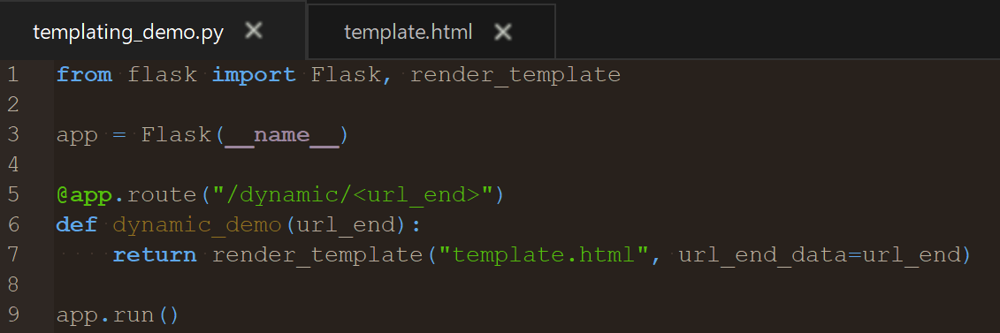 templating_demo.py × template.html ×
1 from flask import Flask, render_template
2
3 app = Flask(__name__)
4
5 @app.route("/dynamic/<url_end>")
6 def dynamic_demo(url_end):
7     return render_template("template.html", url_end_data=url_end)
8
9 app.run()